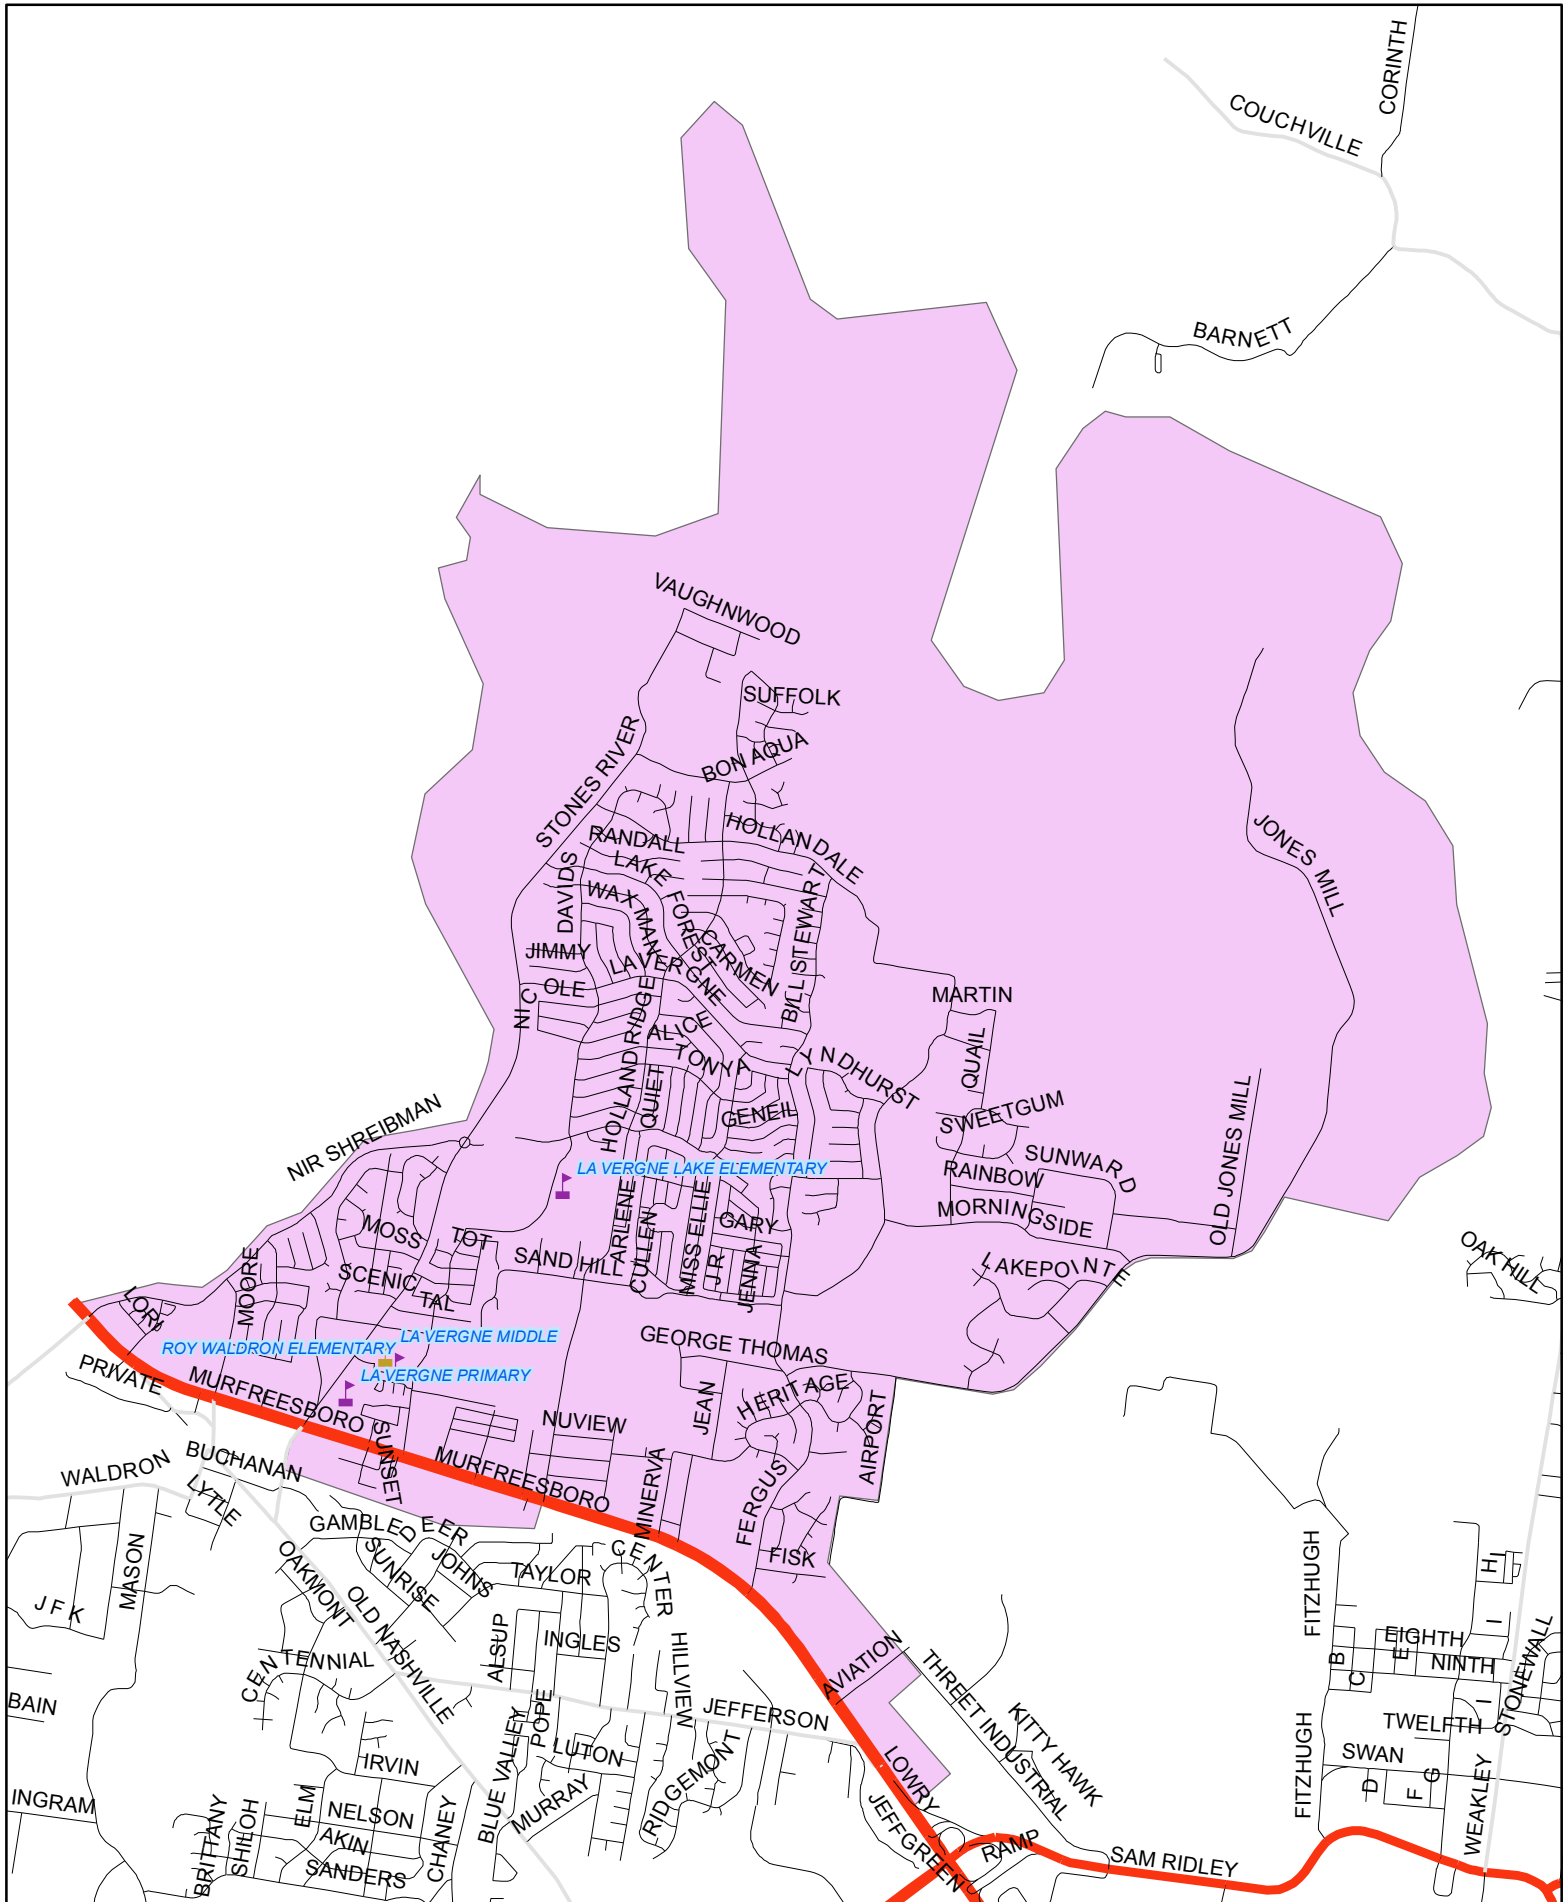 CORINTH
COUCHVILLE
BARNETT
VAUGHNWOOD
SUFFOLK
STONES RIVER
BON AQUA
HOLLANDALE
RANDALL
JONES MILL
LAKE FOREST
DAVIDS
WAXMAN
BILL STEWART
CARMEN
JIMMY
LAVERGNE
OLE
NIC
MARTIN
HOLLAND RIDGE
ALICE
TONYA
LYNDHURST
QUAIL
QUIET
GENEIL
SWEETGUM
OLD JONES MILL
NIR SHREIBMAN
LA VERGNE LAKE ELEMENTARY
SUNWARD
RAINBOW
ARLENE
CULLEN
MISS ELLIE
GARY
MORNINGSIDE
MOSS
TOT
SAND HILL
J R
JENNA
LAKEPOINTE
OAK HILL
MOORE
SCENIC
TAL
LORI
LA VERGNE MIDDLE
ROY WALDRON ELEMENTARY
GEORGE THOMAS
LA VERGNE PRIMARY
PRIVATE
MURFREESBORO
HERITAGE
JEAN
AIRPORT
NUVIEW
SUNSET
BUCHANAN
WALDRON
MURFREESBORO
LYTLE
MINERVA
FERGUS
GAMBLE
DEER
FISK
CENTER
SUNRISE
JOHNS
TAYLOR
OAKMONT
MASON
FITZHUGH
H
J F K
OLD NASHVILLE
ALSUP
INGLES
HILLVIEW
AVIATION
THREET INDUSTRIAL
I
EIGHTH
E
NINTH
B
C
STONEWALL
CENTENNIAL
BAIN
POPE
JEFFERSON
KITTY HAWK
I
TWELFTH
FITZHUGH
BLUE VALLEY
LUTON
RIDGEMONT
LOWRY
SWAN
IRVIN
D
F
G
WEAKLEY
INGRAM
ELM
NELSON
MURRAY
JEFFGREEN
BRITTANY
SHILOH
AKIN
CHANEY
RAMP
SAM RIDLEY
SANDERS